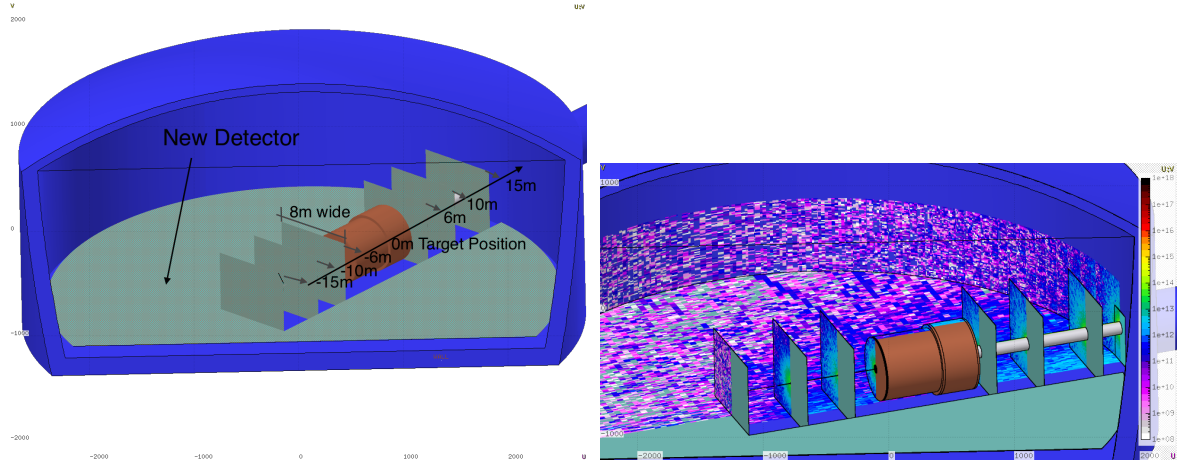 V
U:V
2000
1000
0
-1000
-2000
New Detector
8m wide
15m
10m
6m
0m Target Position
-6m
-10m
-15m
-2000
-1000
0
1000
2000
U
V
U:V
1000
-1000
-2000
-1000
0
1000
2000
U
1e+18
1e+17
1e+16
1e+15
1e+14
1e+13
1e+12
1e+11
1e+10
1e+09
1e+08